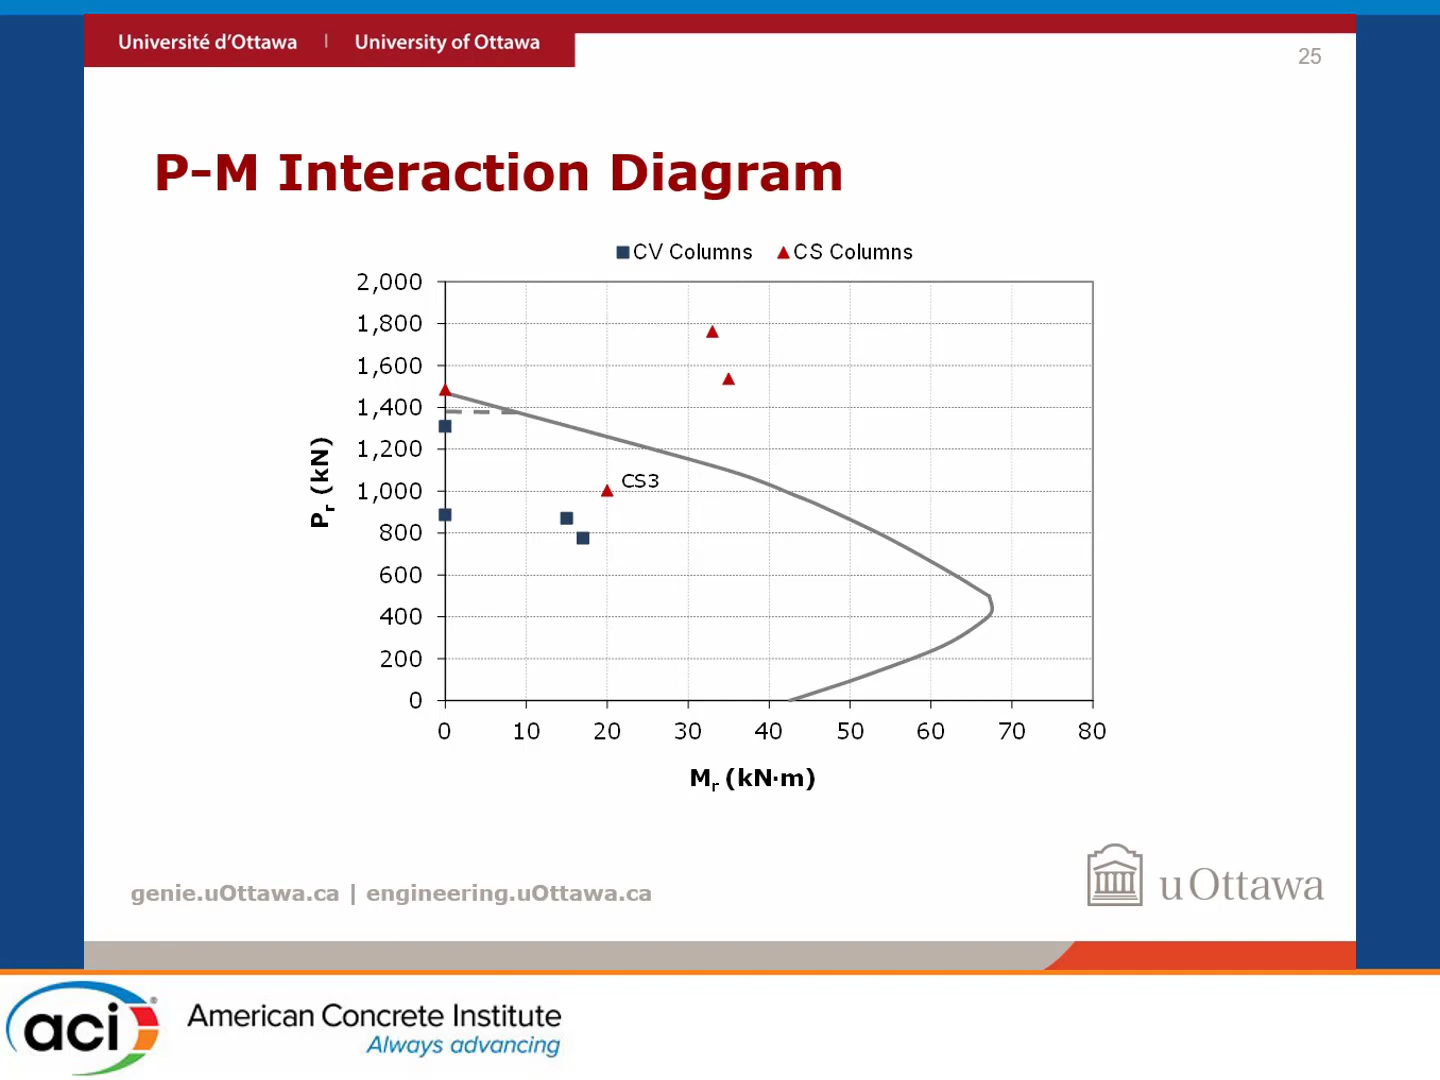 Université d'Ottawa | University of Ottawa
25
P-M Interaction Diagram
CV Columns CS Columns
2,000
1,800
1,600
1,400
1,200
1,000
800
600
400
200
0
Pr (kN)
CS3
0 10 20 30 40 50 60 70 80
Mr (kN·m)
genie.uOttawa.ca | engineering.uOttawa.ca
uOttawa
aci®
American Concrete Institute
Always advancing